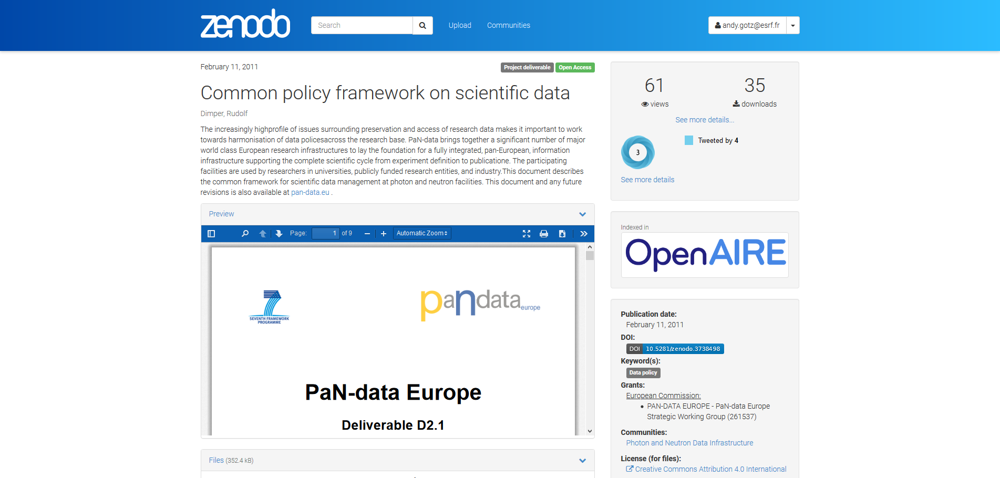 zenodo
Search
Upload
Communities
andy.gotz@esrf.fr
February 11, 2011
Project deliverable
Open Access
Common policy framework on scientific data
Dimper, Rudolf
The increasingly highprofile of issues surrounding preservation and access of research data makes it important to work
towards harmonisation of data policesacross the research base. PaN-data brings together a significant number of major
world class European research infrastructures to lay the foundation for a fully integrated, pan-European, information
infrastructure supporting the complete scientific cycle from experiment definition to publicatione. The participating
facilities are used by researchers in universities, publicly funded research entities, and industry.This document describes
the common framework for scientific data management at photon and neutron facilities. This document and any future
revisions is also available at pan-data.eu .
Preview
Page: 1 of 9
Automatic Zoom
SEVENTH FRAMEWORK
PROGRAMME
pandata europe
PaN-data Europe
Deliverable D2.1
Files (352.4 kB)
61
views
35
downloads
See more details...
3
Tweeted by 4
See more details
Indexed in
OpenAIRE
Publication date:
February 11, 2011
DOI:
DOI 10.5281/zenodo.3738498
Keyword(s):
Data policy
Grants:
European Commission:
• PAN-DATA EUROPE - PaN-data Europe
Strategic Working Group (261537)
Communities:
Photon and Neutron Data Infrastructure
License (for files):
Creative Commons Attribution 4.0 International